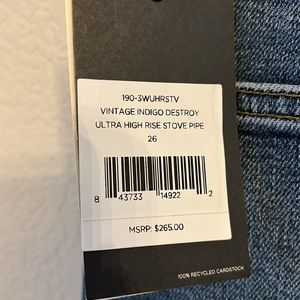 190-3WUHRSTV
VINTAGE INDIGO DESTROY
ULTRA HIGH RISE STOVE PIPE
26
8 43733 14922 2
MSRP: $265.00
100% RECYCLED CARDSTOCK